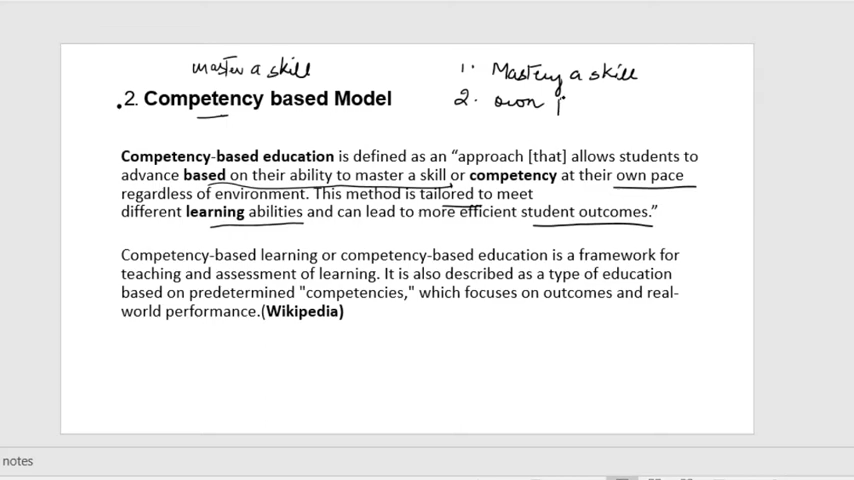 master a skill
1. Mastery a skill
2. own p
.2. Competency based Model
Competency-based education is defined as an “approach [that] allows students to
advance based on their ability to master a skill or competency at their own pace
regardless of environment. This method is tailored to meet
different learning abilities and can lead to more efficient student outcomes.”
Competency-based learning or competency-based education is a framework for
teaching and assessment of learning. It is also described as a type of education
based on predetermined "competencies," which focuses on outcomes and real-
world performance.(Wikipedia)
notes